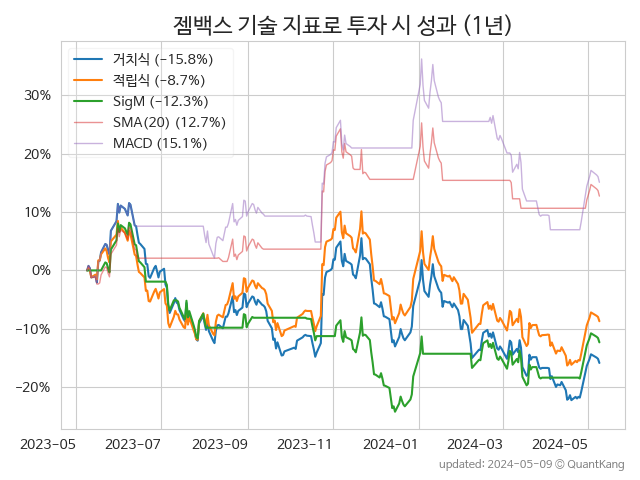 젬백스 기술 지표로 투자 시 성과 (1년)
거치식 (−15.8%)
적립식 (−8.7%)
SigM (−12.3%)
SMA(20) (12.7%)
MACD (15.1%)
30%
20%
10%
0%
−10%
−20%
2023-05
2023-07
2023-09
2023-11
2024-01
2024-03
2024-05
updated: 2024-05-09 © QuantKang